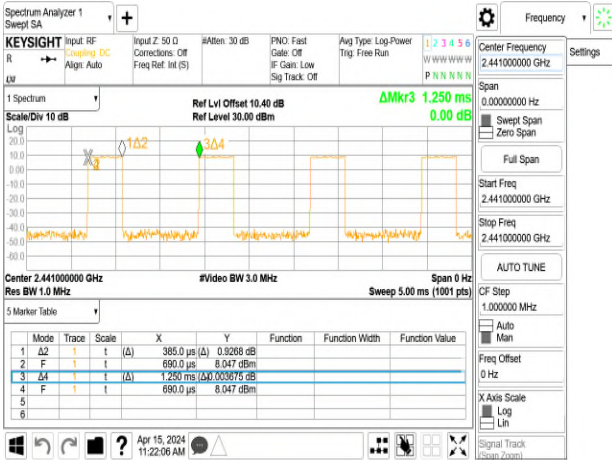 Spectrum Analyzer 1
Swept SA
Frequency
KEYSIGHT
R
Input: RF
Coupling: DC
Align: Auto
Input Z: 50 Ω
Corrections: Off
Freq Ref: Int (S)
#Atten: 30 dB
PNO: Fast
Gate: Off
IF Gain: Low
Sig Track: Off
Avg Type: Log-Power
Trig: Free Run
1 2 3 4 5 6
W W W W W W
P N N N N N
1 Spectrum
Scale/Div 10 dB
Log
Ref Lvl Offset 10.40 dB
Ref Level 30.00 dBm
ΔMkr3 1.250 ms
0.00 dB
20.0
10.0
0.00
-10.0
-20.0
-30.0
-40.0
-50.0
-60.0
1Δ2
3Δ4
Center 2.441000000 GHz
Res BW 1.0 MHz
#Video BW 3.0 MHz
Span 0 Hz
Sweep 5.00 ms (1001 pts)
5 Marker Table
Mode Trace Scale X Y Function Function Width Function Value
1 Δ2 1 t (Δ) 385.0 µs (Δ) 0.9268 dB
2 F 1 t 690.0 µs 8.047 dBm
3 Δ4 1 t (Δ) 1.250 ms (Δ) 0.003675 dB
4 F 1 t 690.0 µs 8.047 dBm
5
6
Apr 15, 2024
11:22:06 AM
Center Frequency
2.441000000 GHz
Settings
Span
0.00000000 Hz
Swept Span
Zero Span
Full Span
Start Freq
2.441000000 GHz
Stop Freq
2.441000000 GHz
AUTO TUNE
CF Step
1.000000 MHz
Auto
Man
Freq Offset
0 Hz
X Axis Scale
Log
Lin
Signal Track
(Span Zoom)